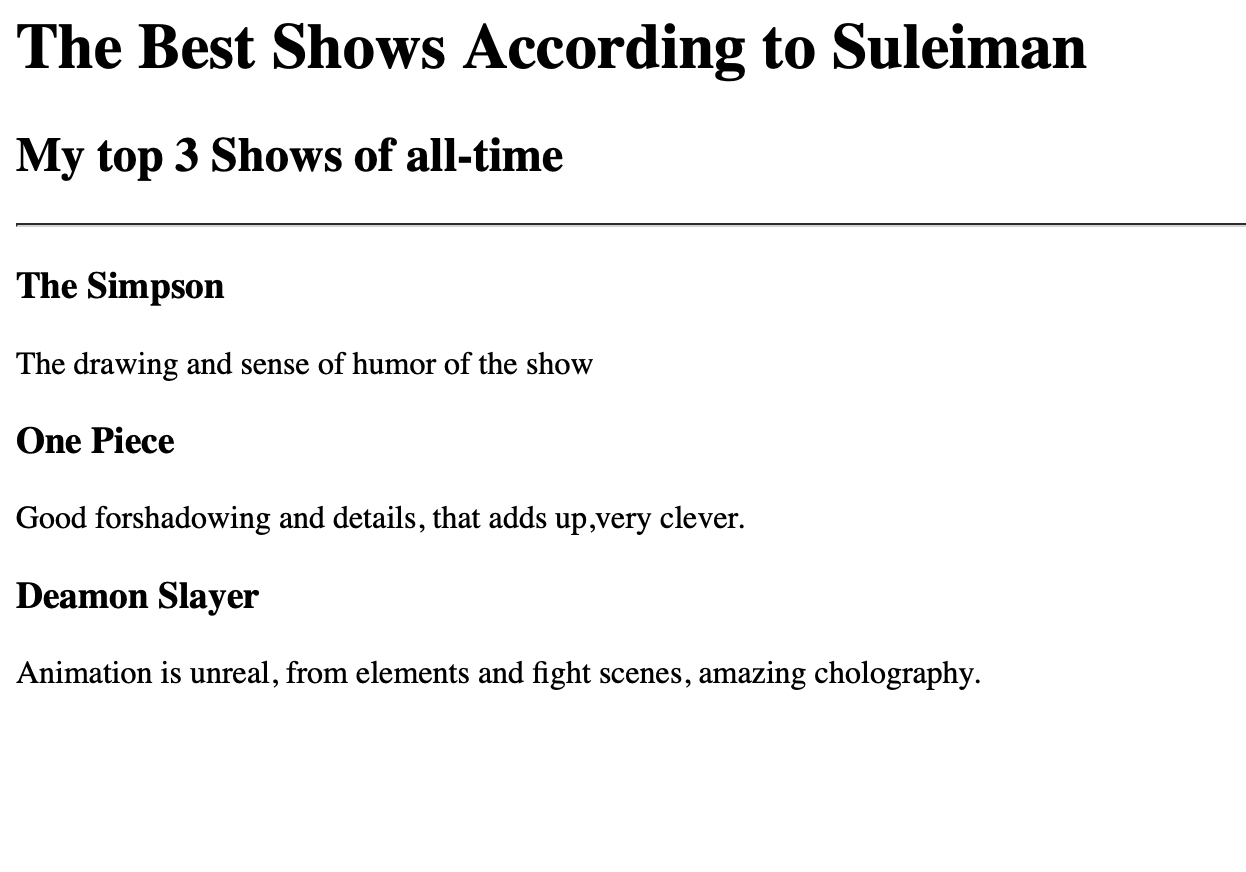 The Best Shows According to Suleiman
My top 3 Shows of all-time
The Simpson
The drawing and sense of humor of the show
One Piece
Good forshadowing and details, that adds up,very clever.
Deamon Slayer
Animation is unreal, from elements and fight scenes, amazing cholography.